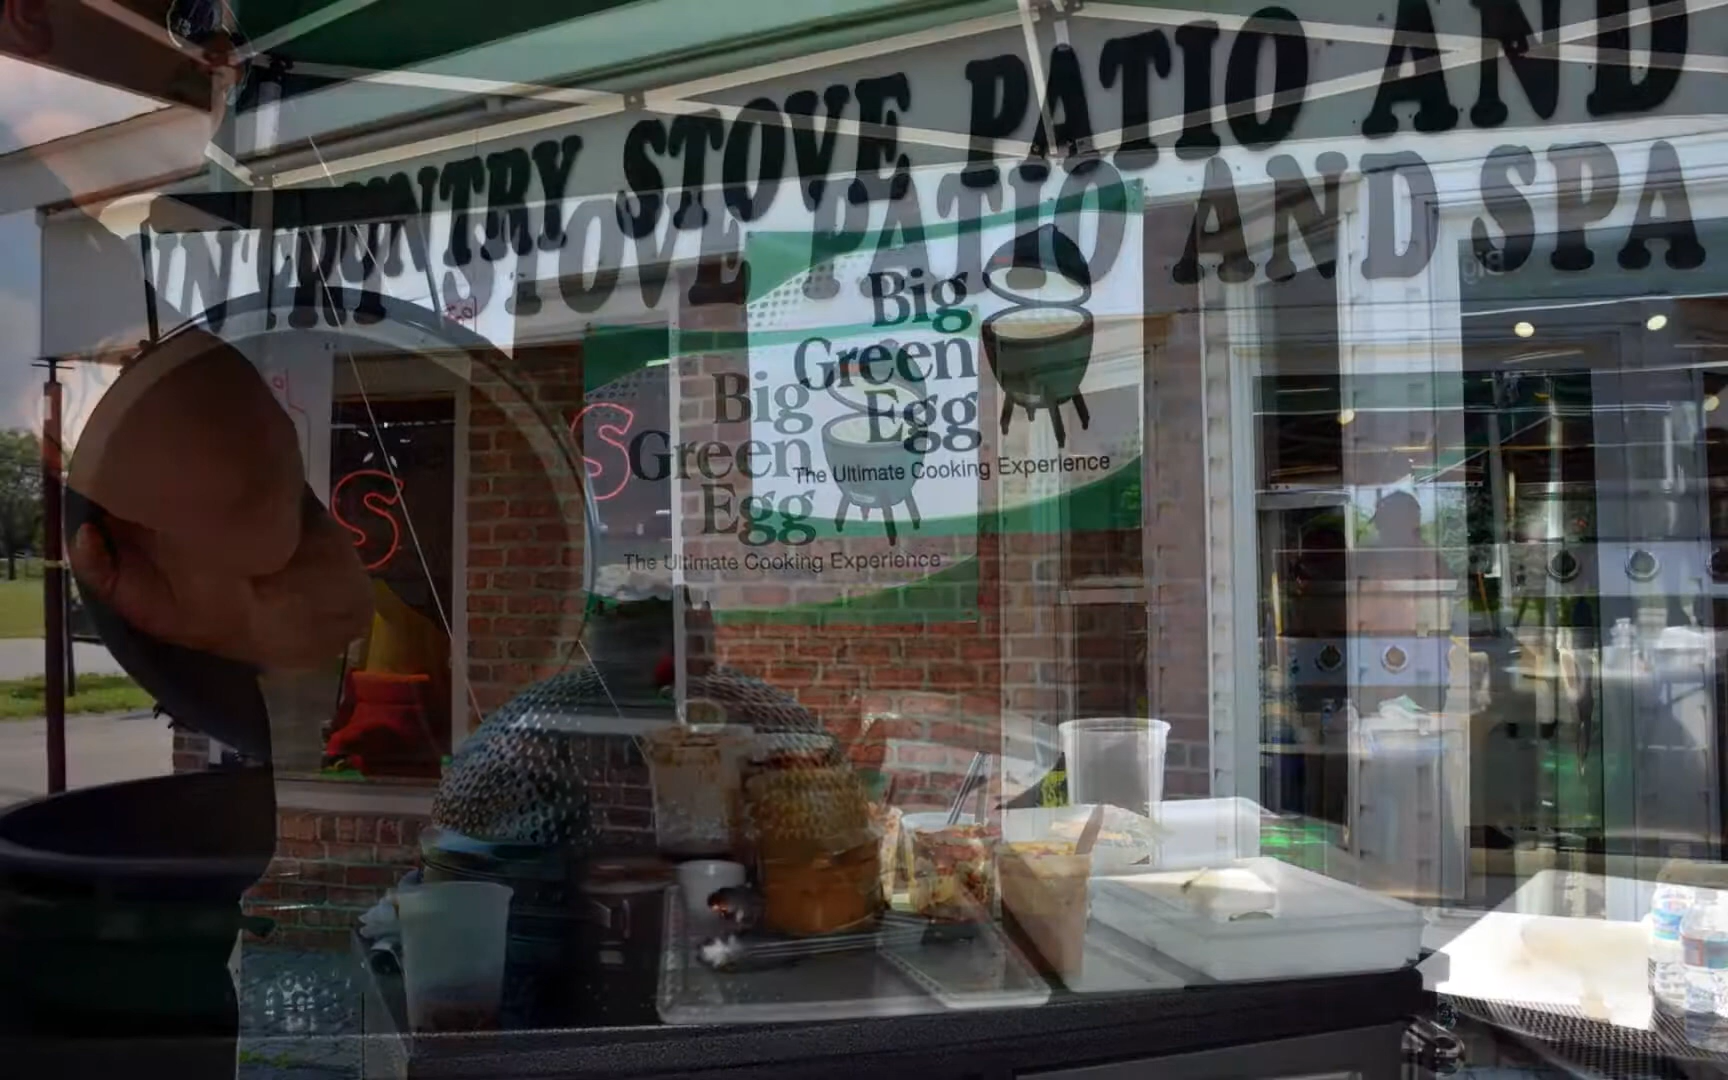 COUNTRY STOVE PATIO AND
STOVE PATIO AND SPA
Big
Green
Egg
The Ultimate Cooking Experience
Big
Green
Egg
The Ultimate Cooking Experience
S
S